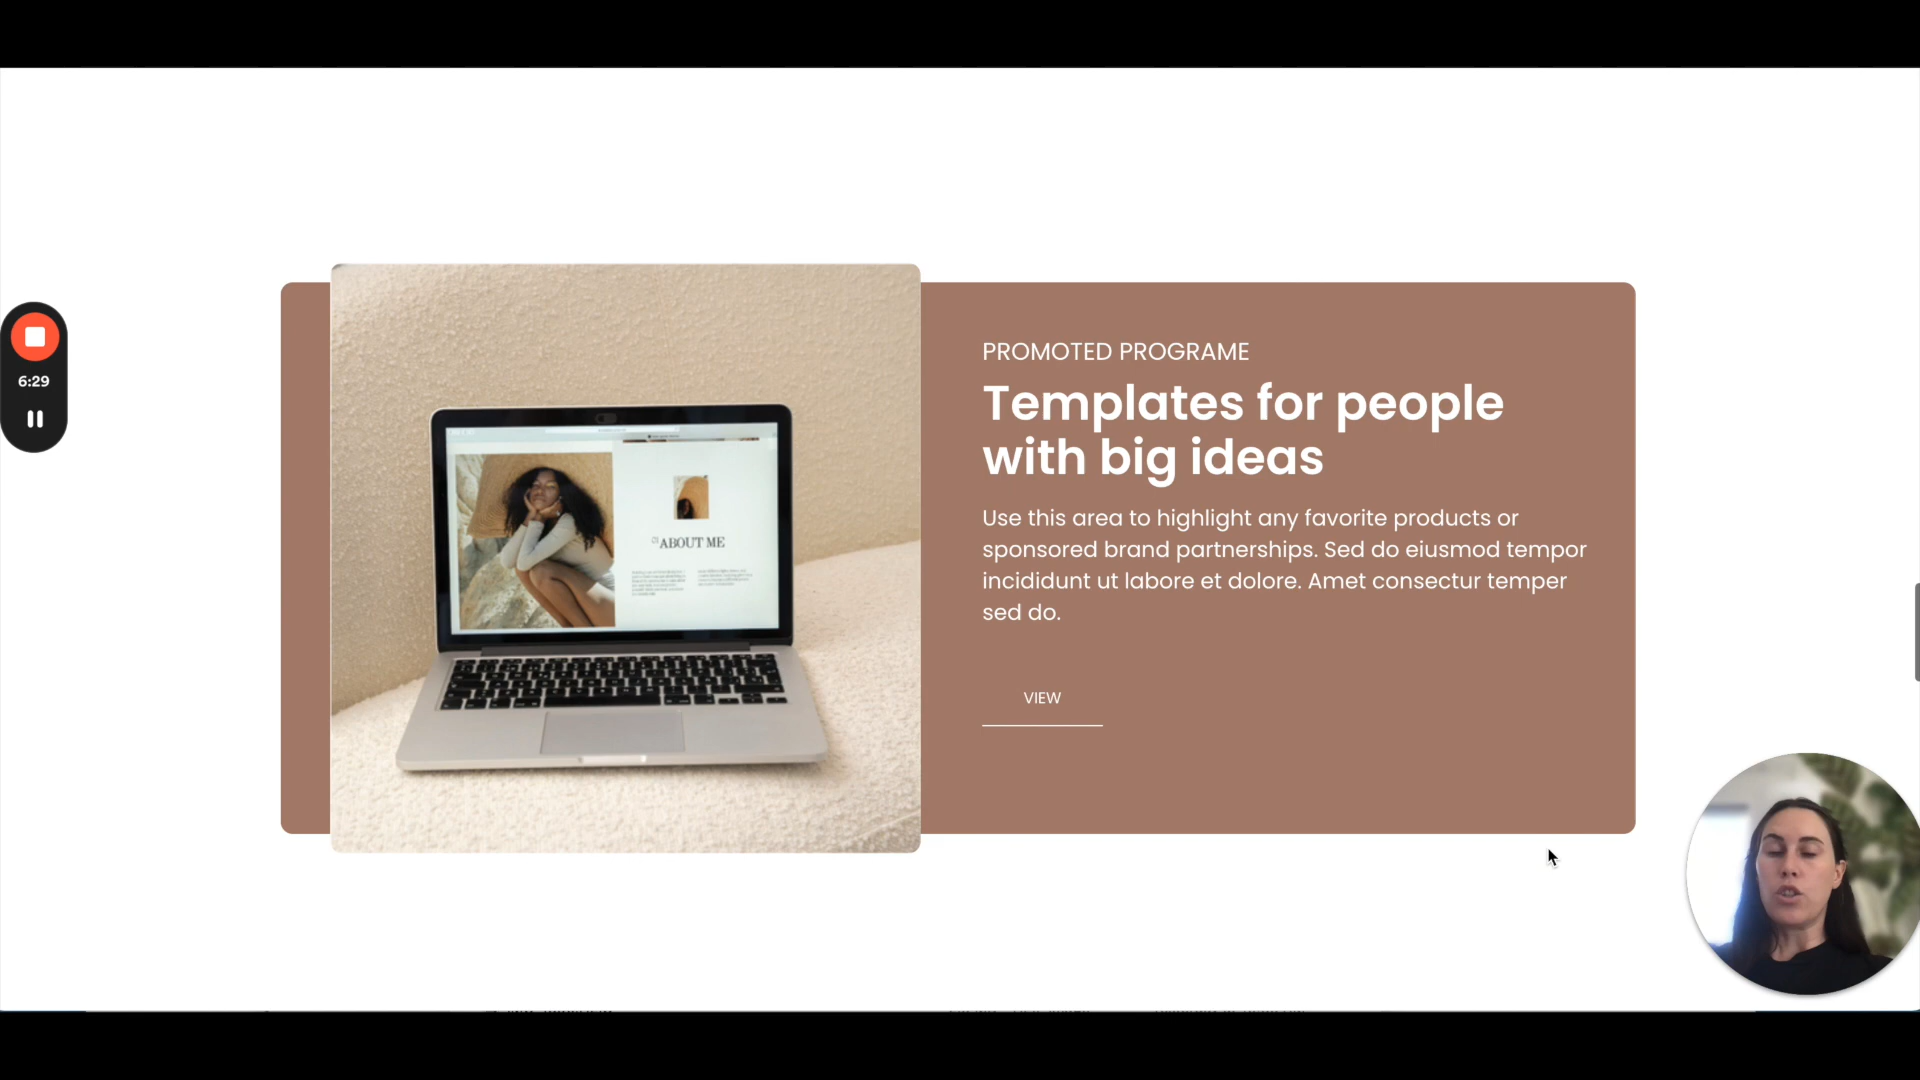 6:29
ABOUT ME
PROMOTED PROGRAME
Templates for people
with big ideas
Use this area to highlight any favorite products or
sponsored brand partnerships. Sed do eiusmod tempor
incididunt ut labore et dolore. Amet consectur temper
sed do.
VIEW